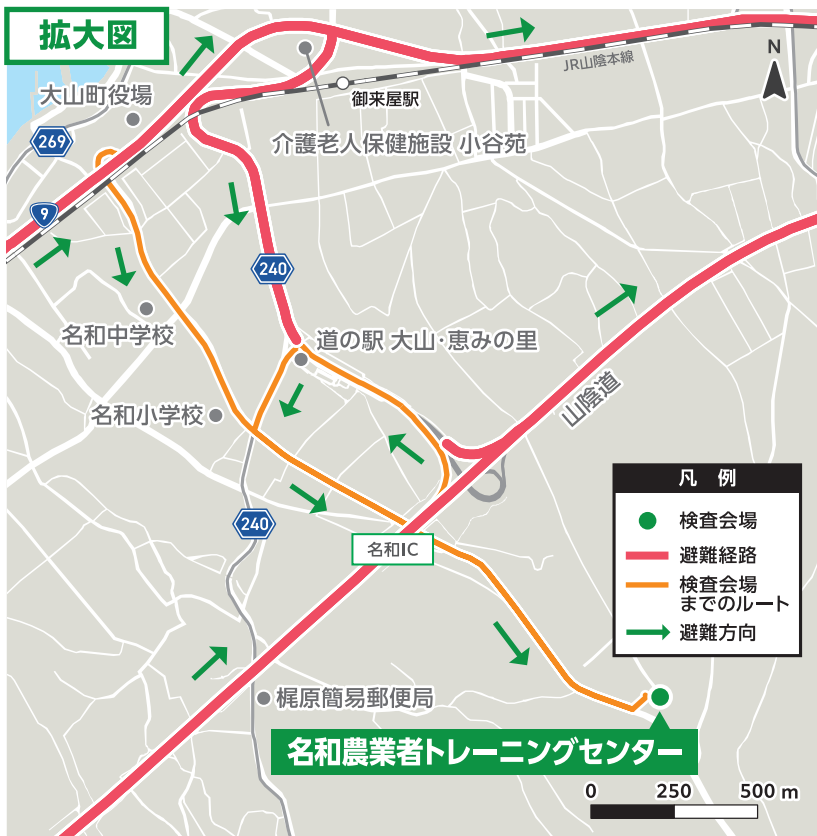 拡大図
N
JR山陰本線
御来屋駅
大山町役場
269
介護老人保健施設 小谷苑
9
240
名和中学校
道の駅 大山・恵みの里
名和小学校
山陰道
240
名和IC
凡 例
検査会場
避難経路
検査会場
までのルート
避難方向
梶原簡易郵便局
名和農業者トレーニングセンター
0 250 500 m